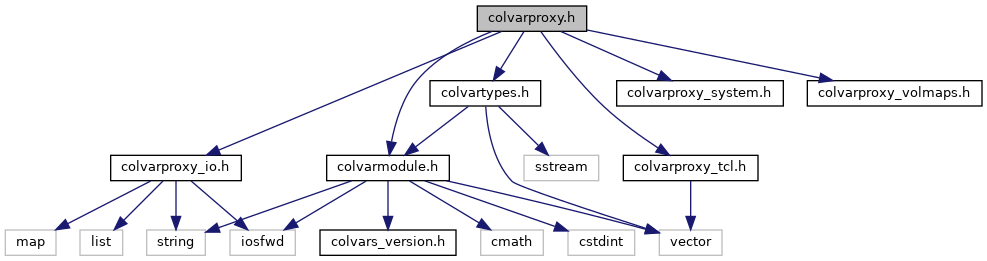 colvarproxy.h
colvartypes.h
colvarproxy_system.h
colvarproxy_volmaps.h
colvarproxy_io.h
colvarmodule.h
sstream
colvarproxy_tcl.h
map
list
string
iosfwd
colvars_version.h
cmath
cstdint
vector